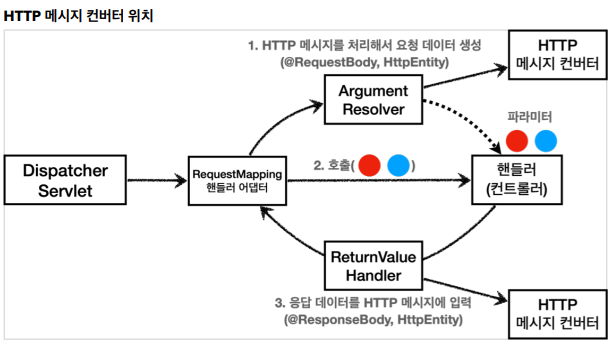 HTTP 메시지 컨버터 위치
1. HTTP 메시지를 처리해서 요청 데이터 생성
(@RequestBody, HttpEntity)
HTTP
메시지 컨버터
Argument
Resolver
파라미터
Dispatcher
Servlet
RequestMapping
핸들러 어댑터
2. 호출( )
핸들러
(컨트롤러)
ReturnValue
Handler
3. 응답 데이터를 HTTP 메시지에 입력
(@ResponseBody, HttpEntity)
HTTP
메시지 컨버터